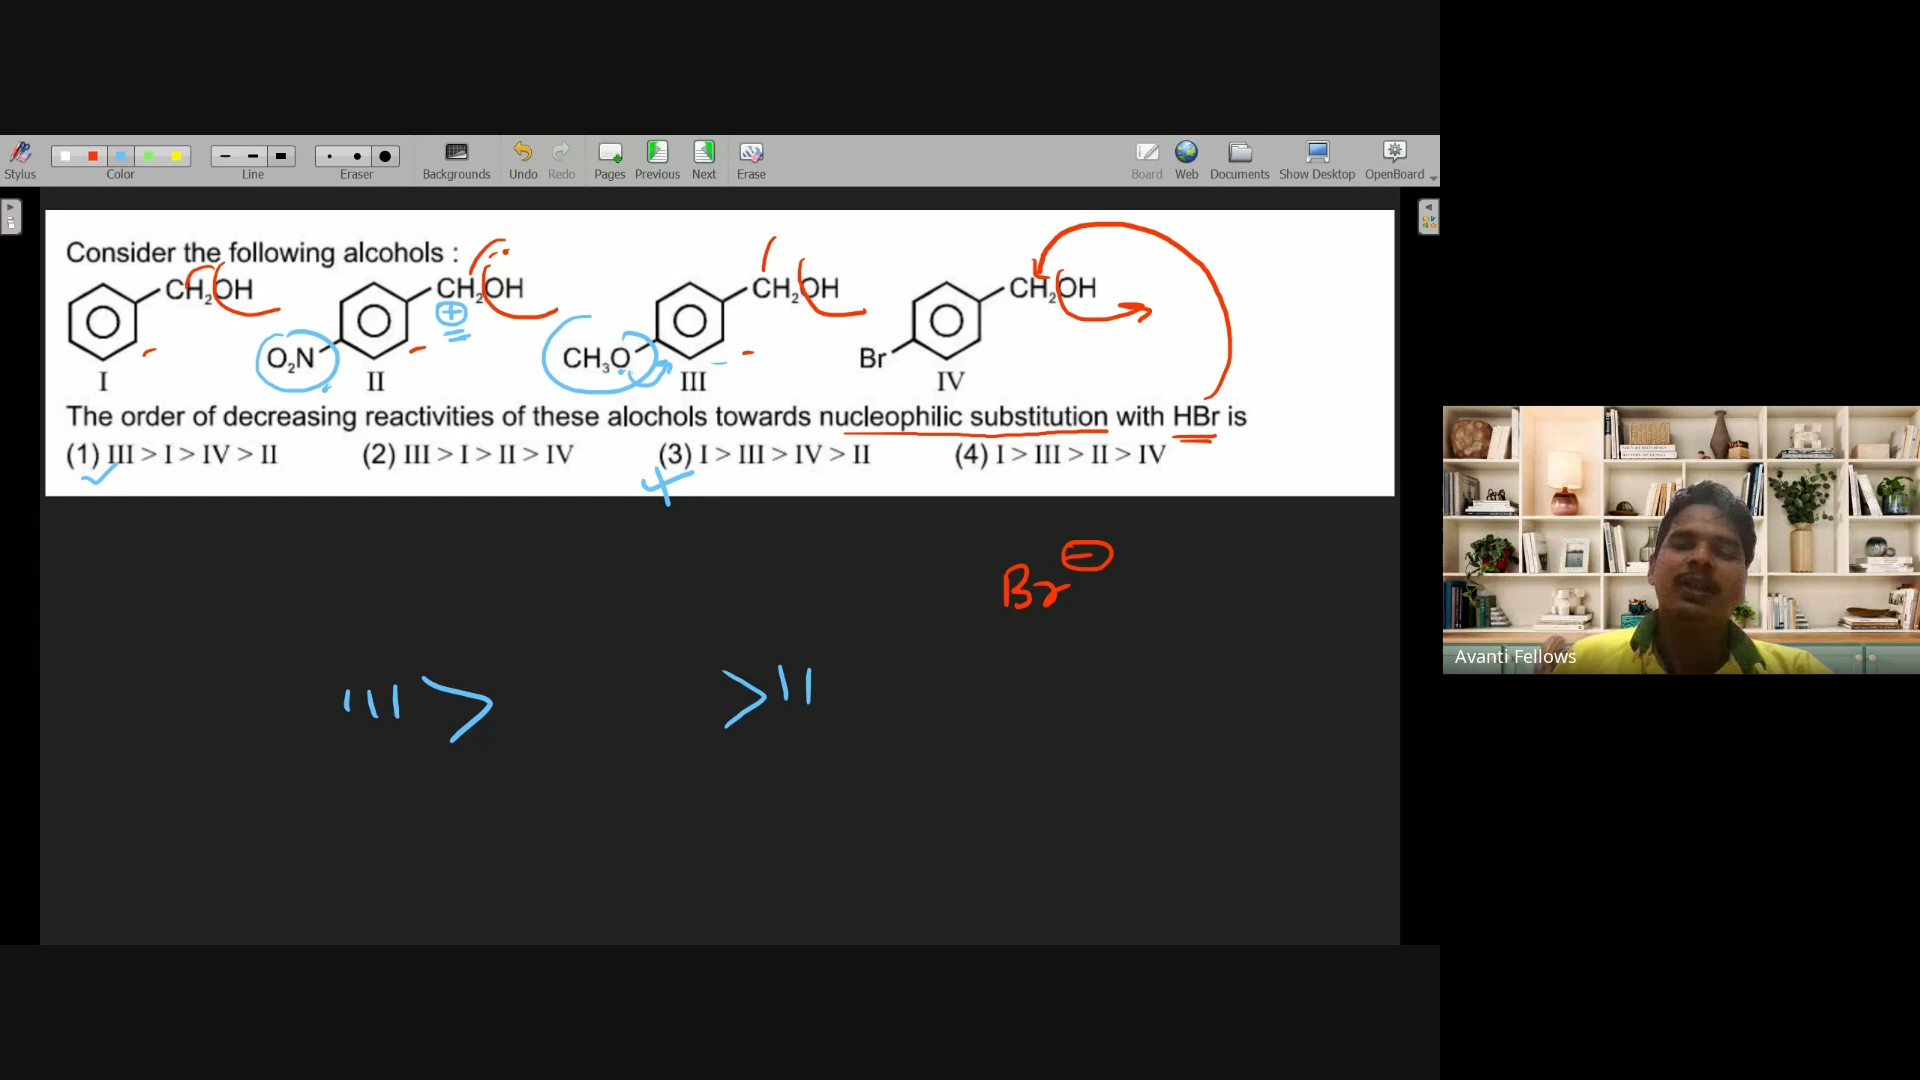 Stylus Color Line Eraser Backgrounds Undo Redo Pages Previous Next Erase Board Web Documents Show Desktop OpenBoard
Consider the following alcohols :
CH₂OH CH₂OH CH₂OH CH₂OH
⊕
O₂N CH₃O Br
I II III IV
The order of decreasing reactivities of these alochols towards nucleophilic substitution with HBr is
(1) III > I > IV > II (2) III > I > II > IV (3) I > III > IV > II (4) I > III > II > IV
Br⊖
III > > II
Avanti Fellows